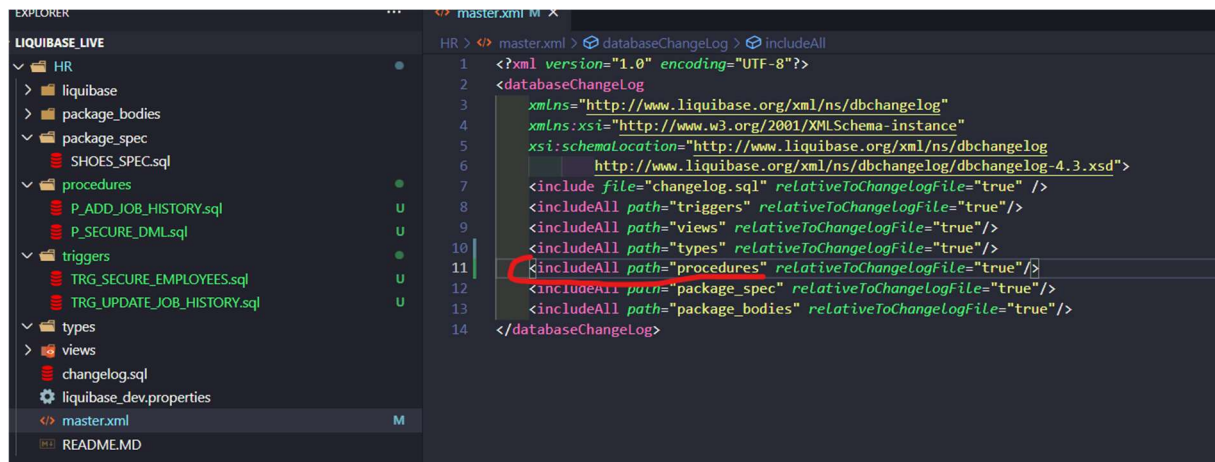 EXPLORER ...
LIQUIBASE_LIVE
HR
liquibase
package_bodies
package_spec
SHOES_SPEC.sql
procedures
P_ADD_JOB_HISTORY.sql U
P_SECURE_DML.sql U
triggers
TRG_SECURE_EMPLOYEES.sql U
TRG_UPDATE_JOB_HISTORY.sql U
types
views
changelog.sql
liquibase_dev.properties
master.xml M
README.MD
master.xml M X
HR > master.xml > databaseChangeLog > includeAll
1 <?xml version="1.0" encoding="UTF-8"?>
2 <databaseChangeLog
3 xmlns="http://www.liquibase.org/xml/ns/dbchangelog"
4 xmlns:xsi="http://www.w3.org/2001/XMLSchema-instance"
5 xsi:schemaLocation="http://www.liquibase.org/xml/ns/dbchangelog
6 http://www.liquibase.org/xml/ns/dbchangelog/dbchangelog-4.3.xsd">
7 <include file="changelog.sql" relativeToChangelogFile="true" />
8 <includeAll path="triggers" relativeToChangelogFile="true"/>
9 <includeAll path="views" relativeToChangelogFile="true"/>
10 <includeAll path="types" relativeToChangelogFile="true"/>
11 <includeAll path="procedures" relativeToChangelogFile="true"/>
12 <includeAll path="package_spec" relativeToChangelogFile="true"/>
13 <includeAll path="package_bodies" relativeToChangelogFile="true"/>
14 </databaseChangeLog>